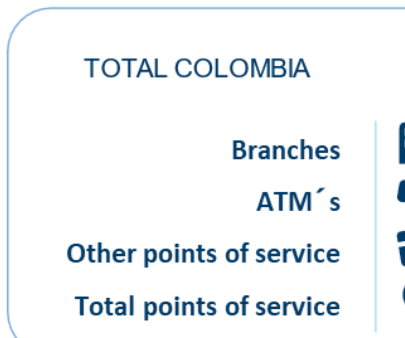 TOTAL COLOMBIA
Branches
ATM´s
Other points of service
Total points of service